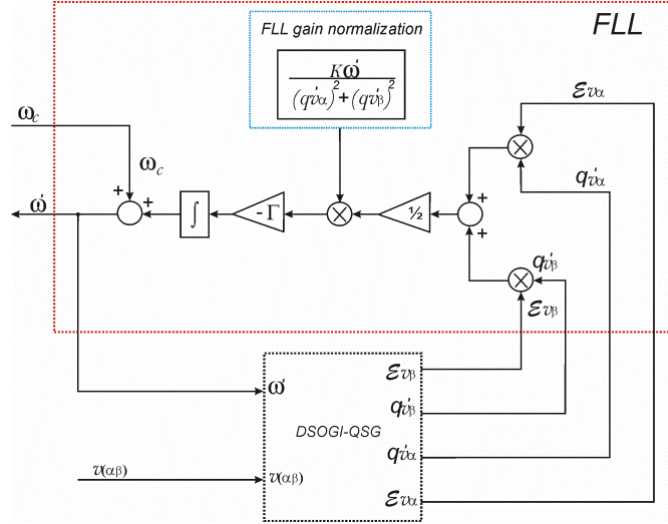 FLL
FLL gain normalization
Kω'
(qv'α)² + (qv'β)²
εvα
ωc
ωc
qv'α
+
+
+
+
ω'
∫
-Γ
½
qv'β
εvβ
ω'
εvβ
qv'β
DSOGI-QSG
qv'α
v(αβ)
v(αβ)
εvα